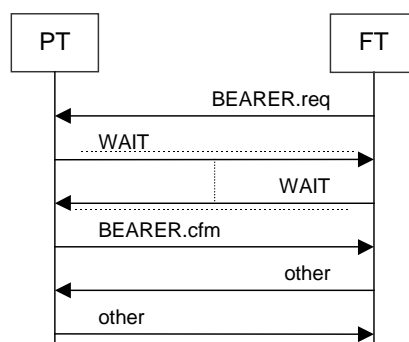 PT FT
BEARER.req
WAIT
WAIT
BEARER.cfm
other
other